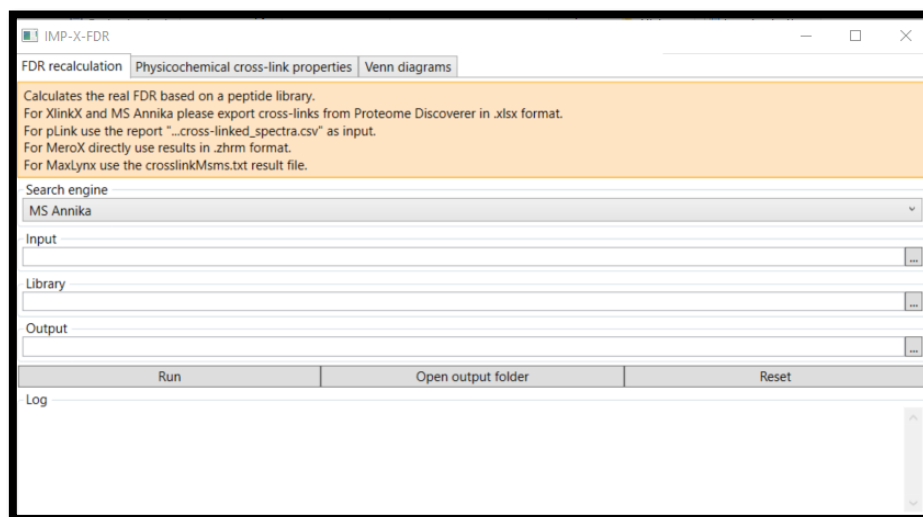 IMP-X-FDR
FDR recalculation Physicochemical cross-link properties Venn diagrams
Calculates the real FDR based on a peptide library.
For XlinkX and MS Annika please export cross-links from Proteome Discoverer in .xlsx format.
For pLink use the report "...cross-linked_spectra.csv" as input.
For MeroX directly use results in .zhrm format.
For MaxLynx use the crosslinkMsms.txt result file.
Search engine
MS Annika
Input
...
Library
...
Output
...
Run Open output folder Reset
Log